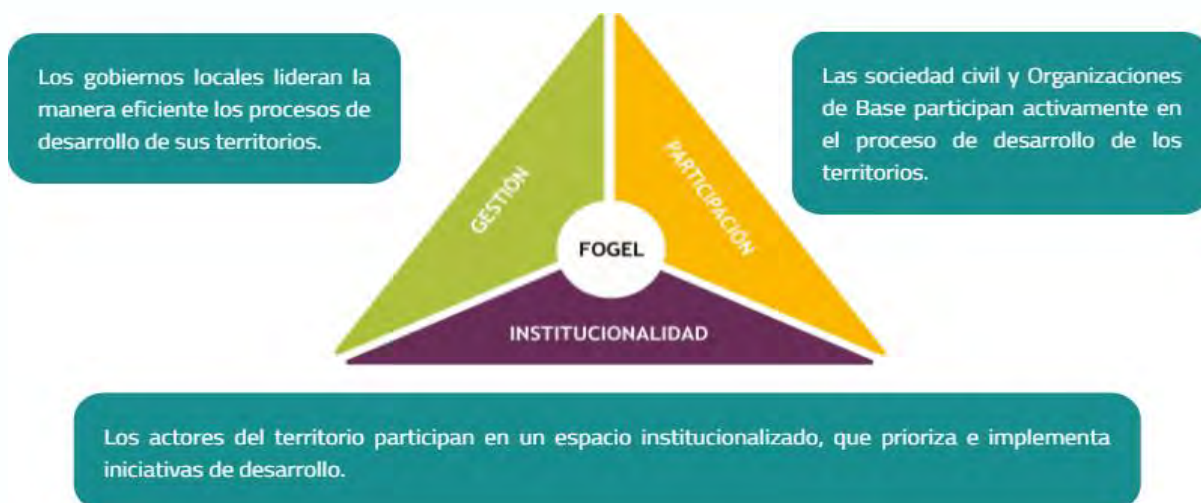 Los gobiernos locales lideran la
manera eficiente los procesos de
desarrollo de sus territorios.
Las sociedad civil y Organizaciones
de Base participan activamente en
el proceso de desarrollo de los
territorios.
GESTIÓN
PARTICIPACIÓN
FOGEL
INSTITUCIONALIDAD
Los actores del territorio participan en un espacio institucionalizado, que prioriza e implementa
iniciativas de desarrollo.